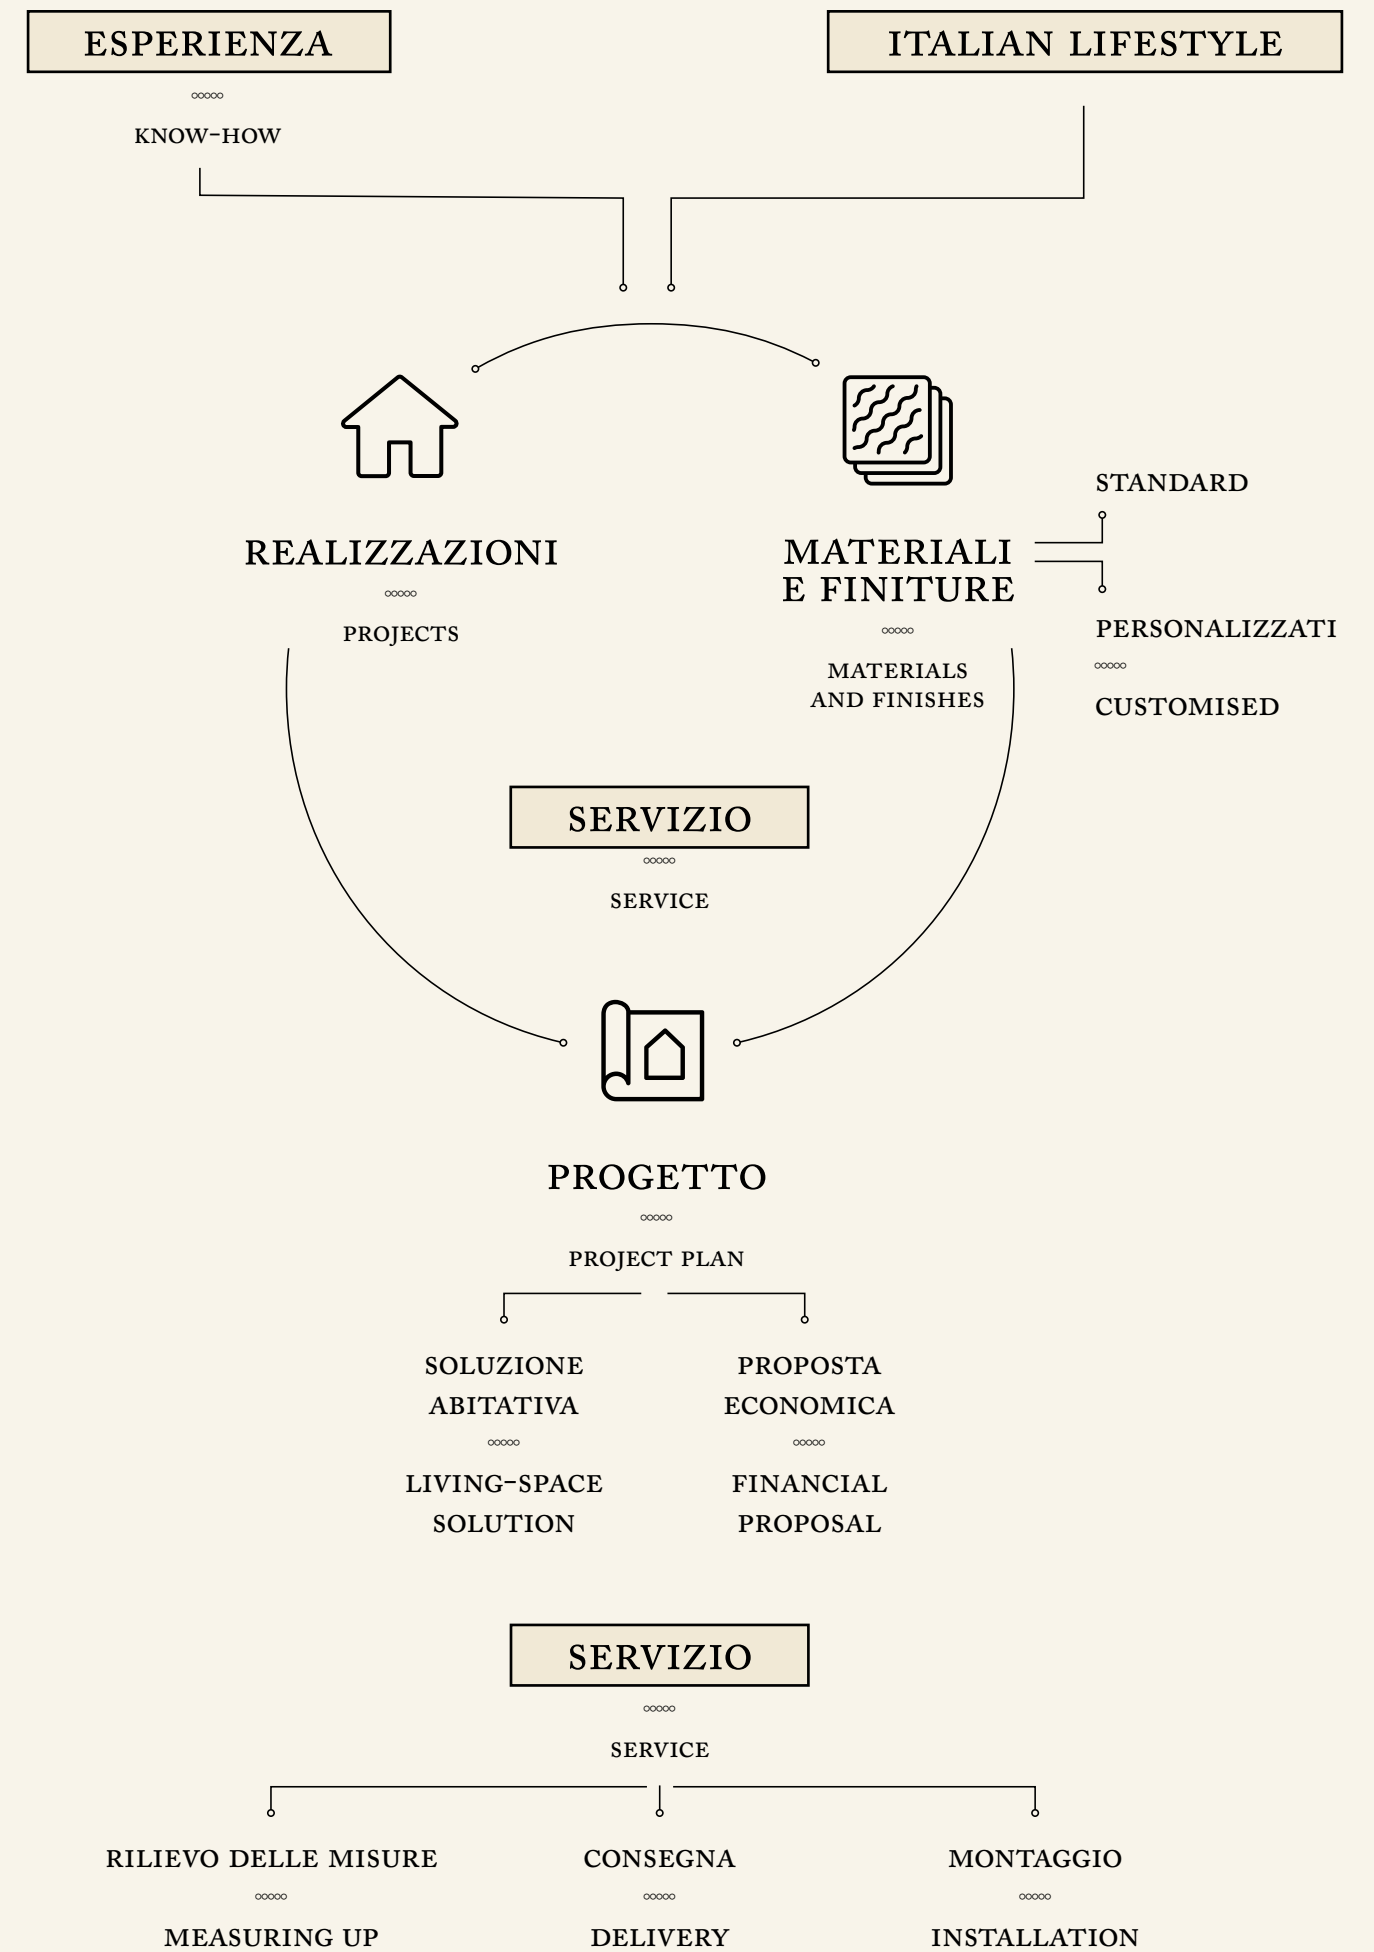 ESPERIENZA
KNOW-HOW
ITALIAN LIFESTYLE
REALIZZAZIONI
PROJECTS
MATERIALI
E FINITURE
MATERIALS
AND FINISHES
STANDARD
PERSONALIZZATI
CUSTOMISED
SERVIZIO
SERVICE
PROGETTO
PROJECT PLAN
SOLUZIONE
ABITATIVA
LIVING-SPACE
SOLUTION
PROPOSTA
ECONOMICA
FINANCIAL
PROPOSAL
SERVIZIO
SERVICE
RILIEVO DELLE MISURE
MEASURING UP
CONSEGNA
DELIVERY
MONTAGGIO
INSTALLATION